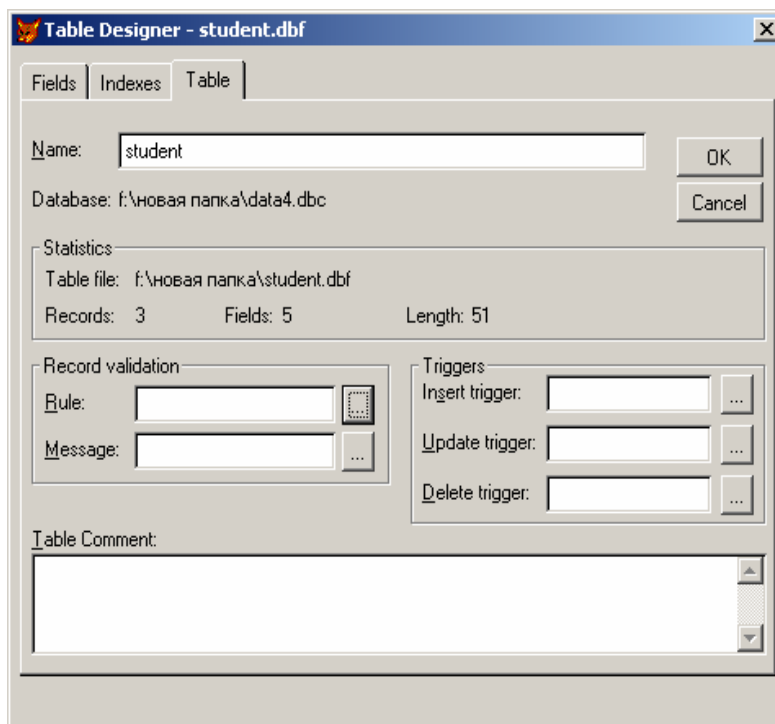 Table Designer - student.dbf
Fields Indexes Table
Name: student
OK
Database: f:\новая папка\data4.dbc
Cancel
Statistics
Table file: f:\новая папка\student.dbf
Records: 3 Fields: 5 Length: 51
Record validation
Rule: ...
Message: ...
Triggers
Insert trigger: ...
Update trigger: ...
Delete trigger: ...
Table Comment: